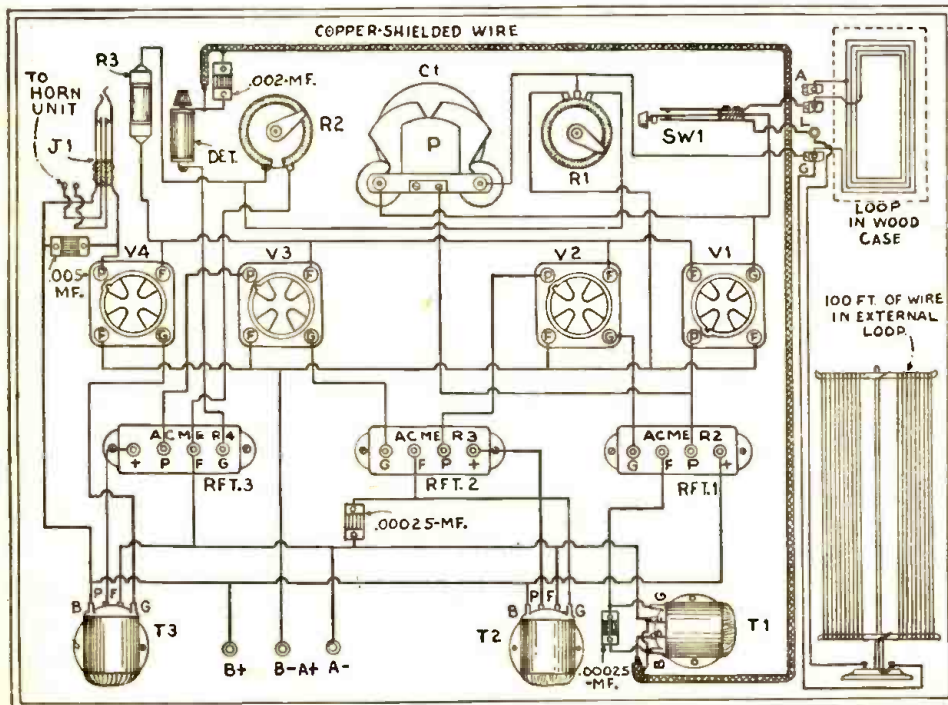 COPPER-SHIELDED WIRE
R3
TO
HORN
UNIT
J1
.002-MF.
DET.
R2
C1
P
R1
SW1
A
L
G
LOOP
IN WOOD
CASE
.005-
MF.
V4
P
F
F
G
V3
P
F
F
G
V2
P
F
F
G
V1
G
F
P
F
100 FT. OF WIRE
IN EXTERNAL
LOOP
ACME R4
+ P F G
RFT.3
ACME R3
G F P +
RFT.2
ACME R2
G F P +
RFT.1
.00025-MF.
B P F G
T3
B+
B-A+
A-
B P F G
T2
.00025
-MF.
G
B
T1